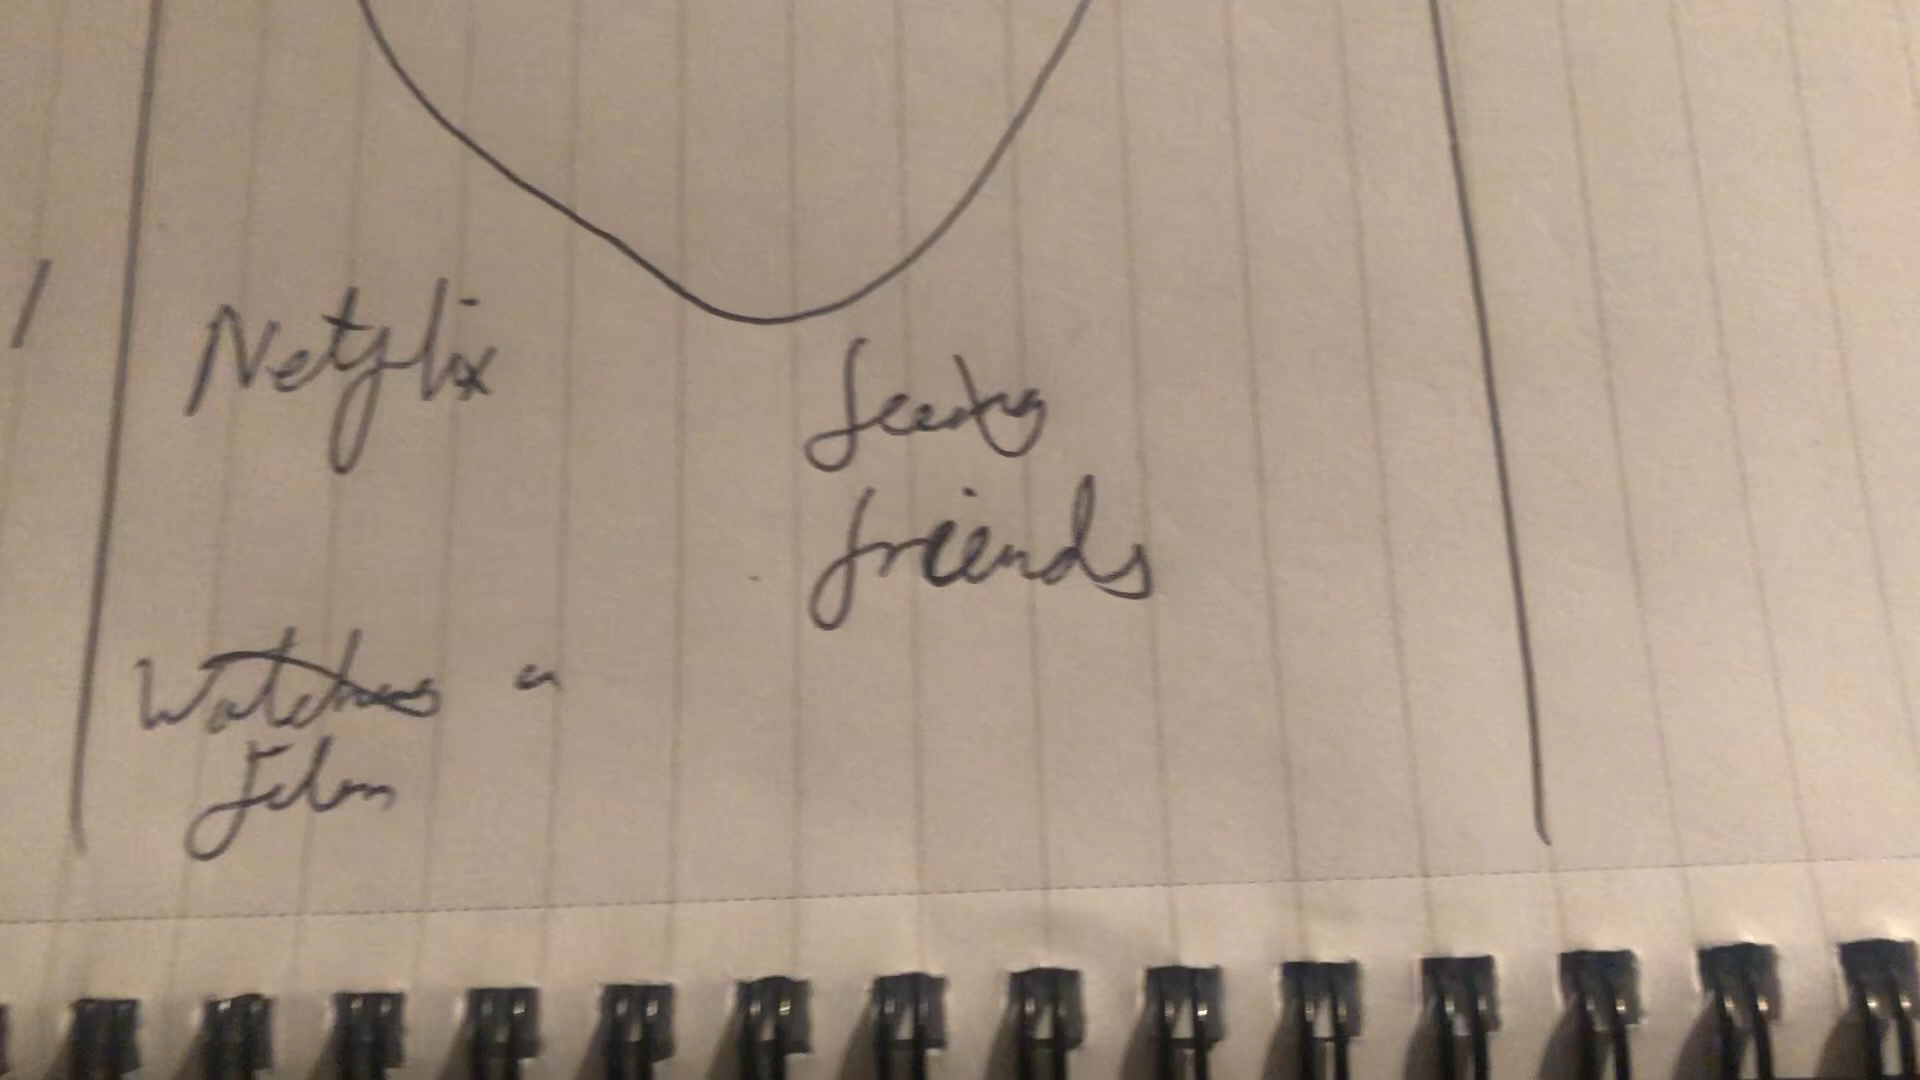 Netflix
Seeing
friends
Watches a
Film